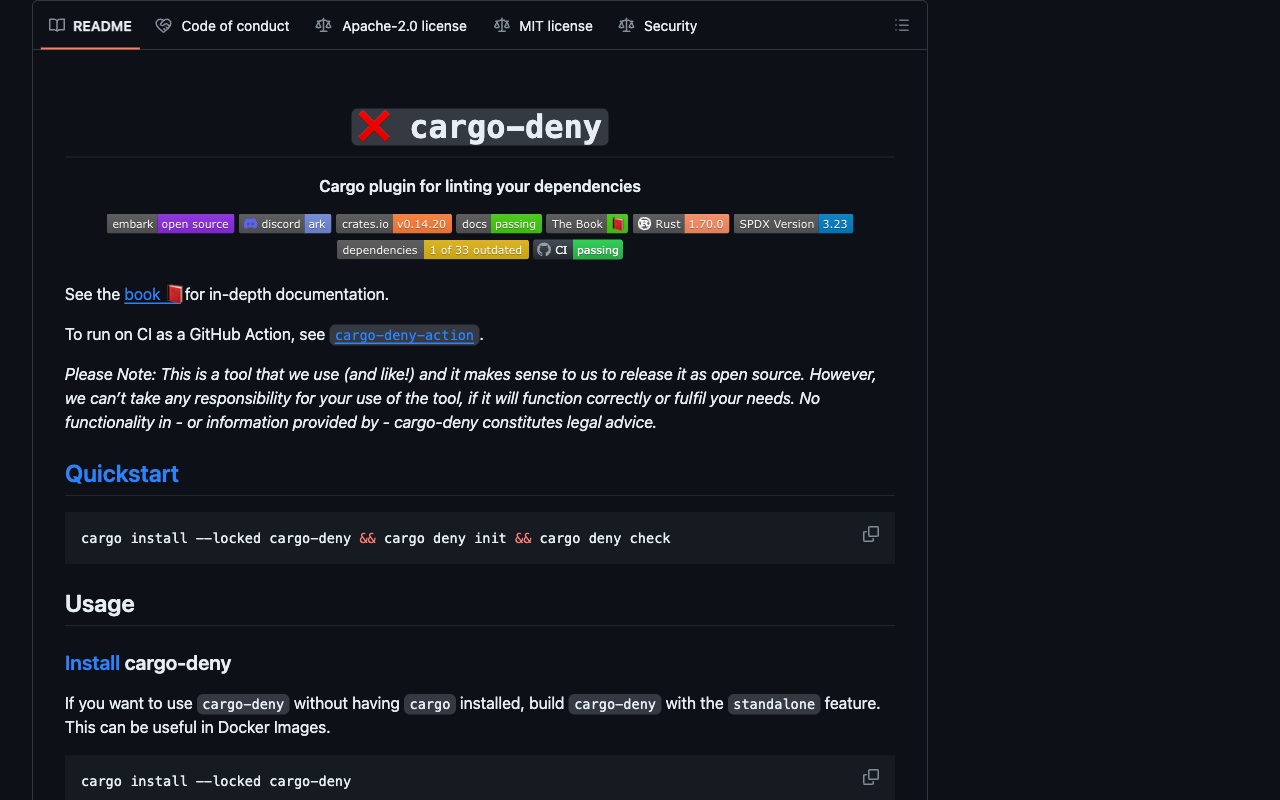 README Code of conduct Apache-2.0 license MIT license Security
❌ cargo-deny
Cargo plugin for linting your dependencies
embark open source discord ark crates.io v0.14.20 docs passing The Book 📕 Rust 1.70.0 SPDX Version 3.23
dependencies 1 of 33 outdated CI passing
See the book 📕for in-depth documentation.
To run on CI as a GitHub Action, see cargo-deny-action.
Please Note: This is a tool that we use (and like!) and it makes sense to us to release it as open source. However,
we can’t take any responsibility for your use of the tool, if it will function correctly or fulfil your needs. No
functionality in - or information provided by - cargo-deny constitutes legal advice.
Quickstart
cargo install --locked cargo-deny && cargo deny init && cargo deny check
Usage
Install cargo-deny
If you want to use cargo-deny without having cargo installed, build cargo-deny with the standalone feature.
This can be useful in Docker Images.
cargo install --locked cargo-deny